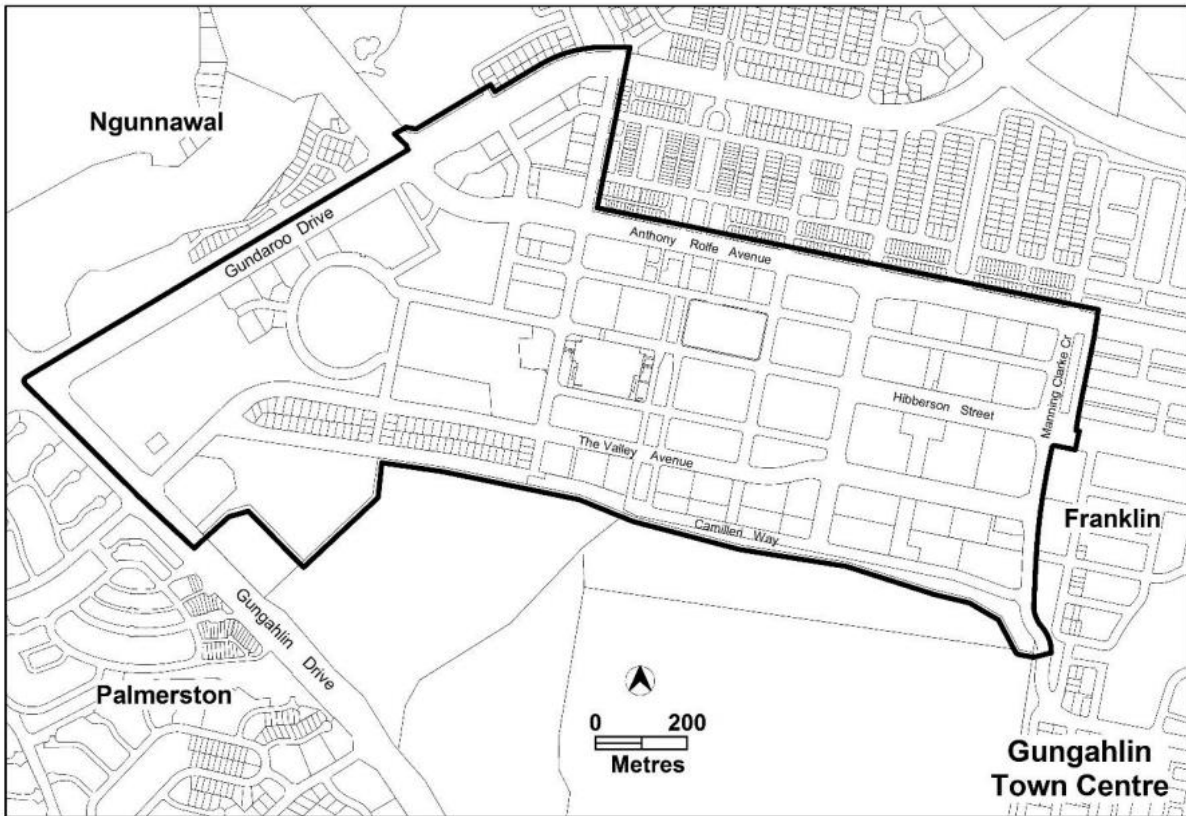 Ngunnawal
Gundaroo Drive
Anthony Rolfe Avenue
Manning Clarke Cr
Hibberson Street
The Valley Avenue
Camilleri Way
Franklin
Gungahlin Drive
Palmerston
0 200
Metres
Gungahlin
Town Centre